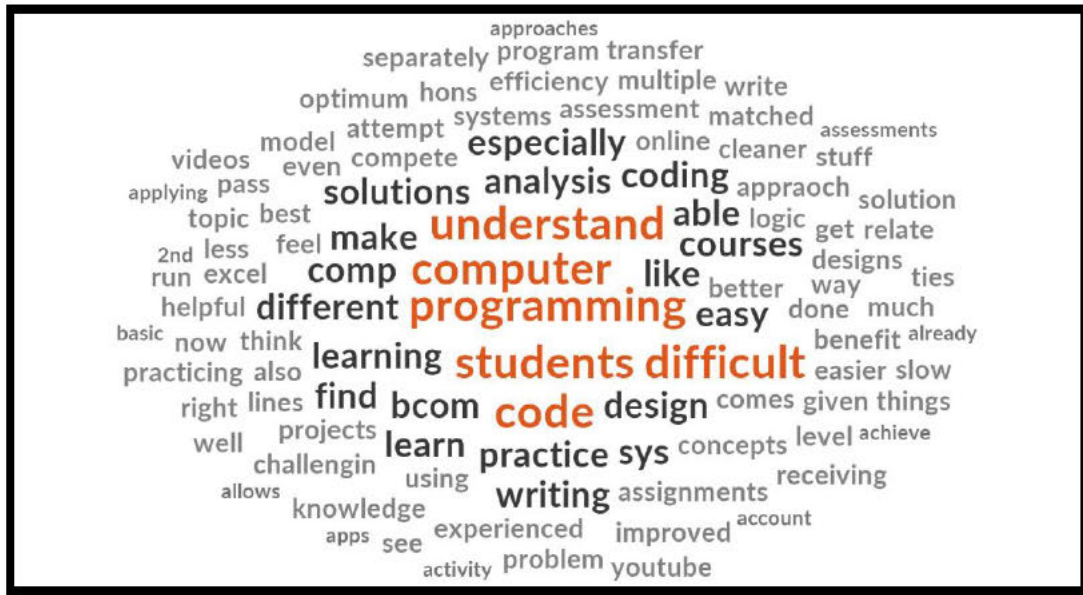 approaches
separately program transfer
optimum hons efficiency multiple write
model attempt systems assessment matched
videos even compete especially online cleaner stuff assessments
applying pass solutions analysis coding appraoch solution
topic best make understand able logic get relate
2nd less feel courses designs
run excel comp computer like better way ties
helpful different programming easy done much
basic now think learning students difficult benefit already
practicing also easier slow
right lines find bcom code design comes given things
well projects learn practice sys concepts level achieve
challengin using receiving
allows knowledge writing assignments
apps see experienced improved account
activity problem youtube